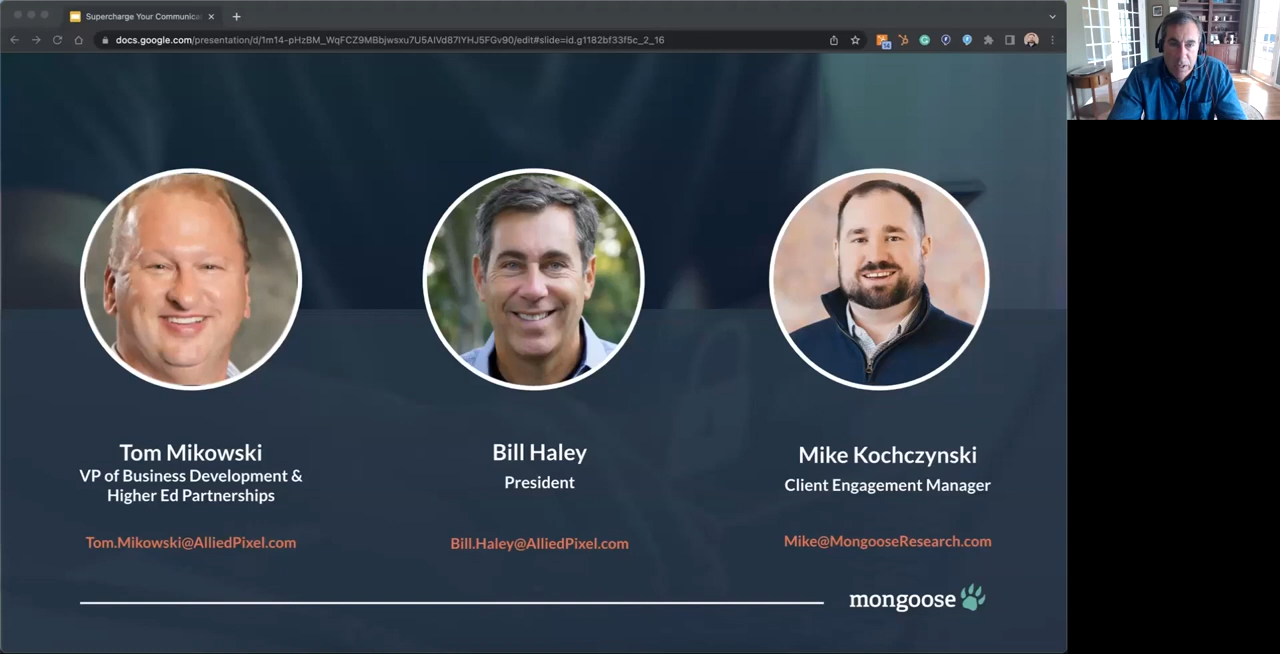 Supercharge Your Communica
docs.google.com/presentation/d/1m14-pHzBM_WqFCZ9MBbjwsxu7U5AIVd87lYHJ5FGv90/edit#slide=id.g1182bf33f5c_2_16
14
Tom Mikowski
VP of Business Development &
Higher Ed Partnerships
Tom.Mikowski@AlliedPixel.com
Bill Haley
President
Bill.Haley@AlliedPixel.com
Mike Kochczynski
Client Engagement Manager
Mike@MongooseResearch.com
mongoose